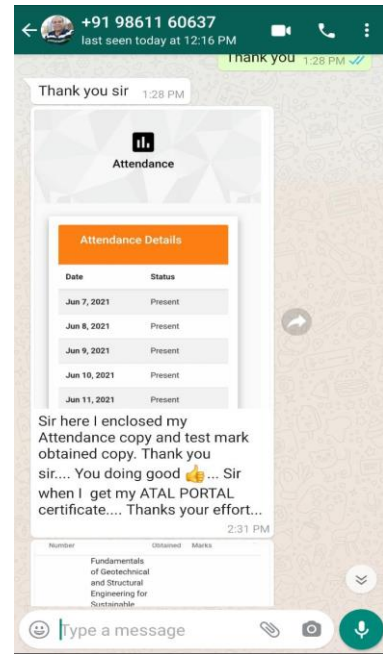 +91 98611 60637
last seen today at 12:16 PM
Thank you 1:28 PM
Thank you sir 1:28 PM
Attendance
Attendance Details
Date Status
Jun 7, 2021 Present
Jun 8, 2021 Present
Jun 9, 2021 Present
Jun 10, 2021 Present
Jun 11, 2021 Present
Sir here I enclosed my
Attendance copy and test mark
obtained copy. Thank you
sir.... You doing good 👍... Sir
when I get my ATAL PORTAL
certificate.... Thanks your effort...
2:31 PM
Number Obtained Marks
Fundamentals
of Geotechnical
and Structural
Engineering for
Sustainable
Type a message